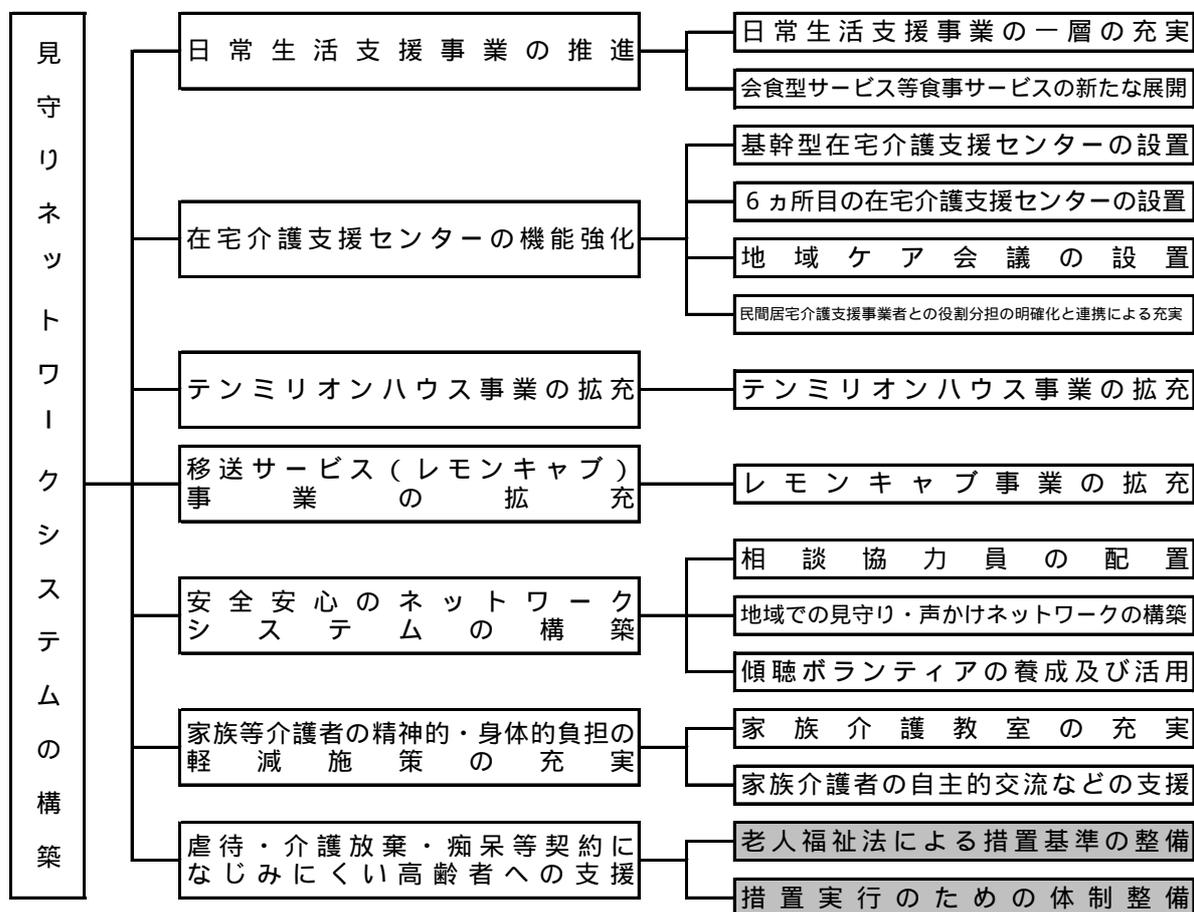 見守りネットワークシステムの構築
日常生活支援事業の推進
日常生活支援事業の一層の充実
会食型サービス等食事サービスの新たな展開
在宅介護支援センターの機能強化
基幹型在宅介護支援センターの設置
6ヵ所目の在宅介護支援センターの設置
地域ケア会議の設置
民間居宅介護支援事業者との役割分担の明確化と連携による充実
テンミリオンハウス事業の拡充
テンミリオンハウス事業の拡充
移送サービス(レモンキャブ)
事業の拡充
レモンキャブ事業の拡充
安全安心のネットワーク
システムの構築
相談協力員の配置
地域での見守り・声かけネットワークの構築
傾聴ボランティアの養成及び活用
家族等介護者の精神的・身体的負担の
軽減施策の充実
家族介護教室の充実
家族介護者の自主的交流などの支援
虐待・介護放棄・痴呆等契約に
なじみにくい高齢者への支援
老人福祉法による措置基準の整備
措置実行のための体制整備